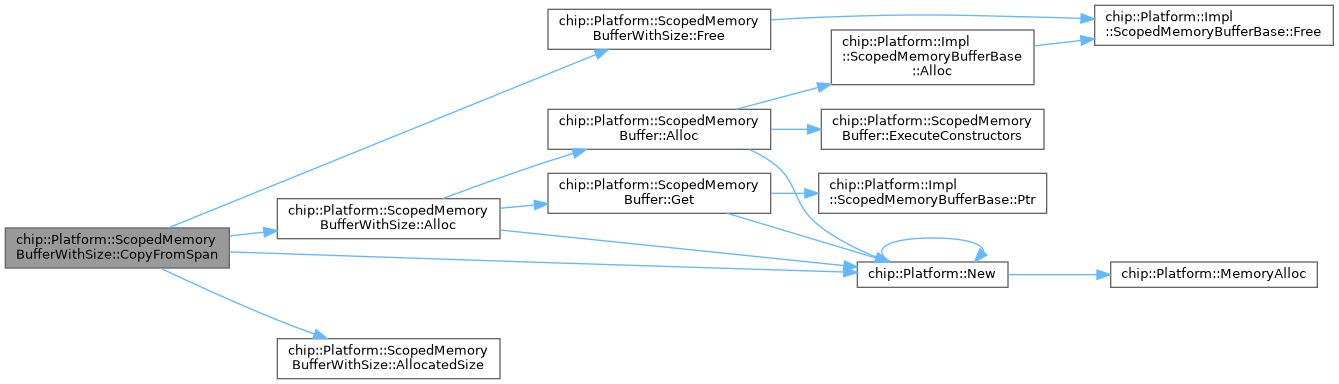 chip::Platform::ScopedMemory
BufferWithSize::CopyFromSpan
chip::Platform::ScopedMemory
BufferWithSize::Free
chip::Platform::Impl
::ScopedMemoryBufferBase::Free
chip::Platform::ScopedMemory
BufferWithSize::Alloc
chip::Platform::ScopedMemory
Buffer::Alloc
chip::Platform::Impl
::ScopedMemoryBufferBase
::Alloc
chip::Platform::ScopedMemory
Buffer::ExecuteConstructors
chip::Platform::ScopedMemory
Buffer::Get
chip::Platform::Impl
::ScopedMemoryBufferBase::Ptr
chip::Platform::New
chip::Platform::MemoryAlloc
chip::Platform::ScopedMemory
BufferWithSize::AllocatedSize